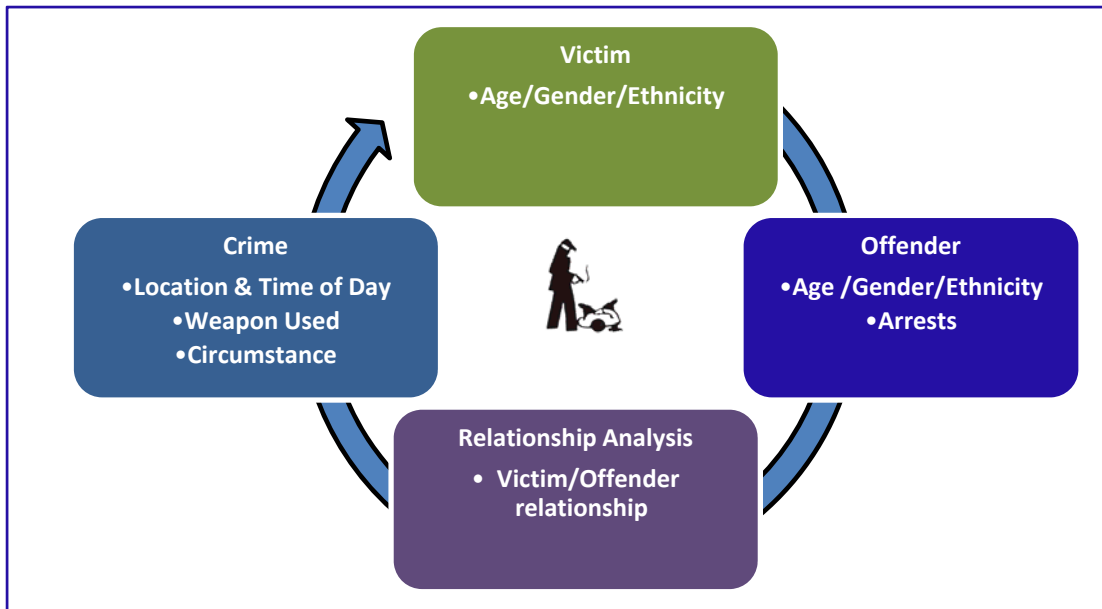 Victim
•Age/Gender/Ethnicity
Offender
•Age /Gender/Ethnicity
•Arrests
Relationship Analysis
• Victim/Offender
relationship
Crime
•Location & Time of Day
•Weapon Used
•Circumstance